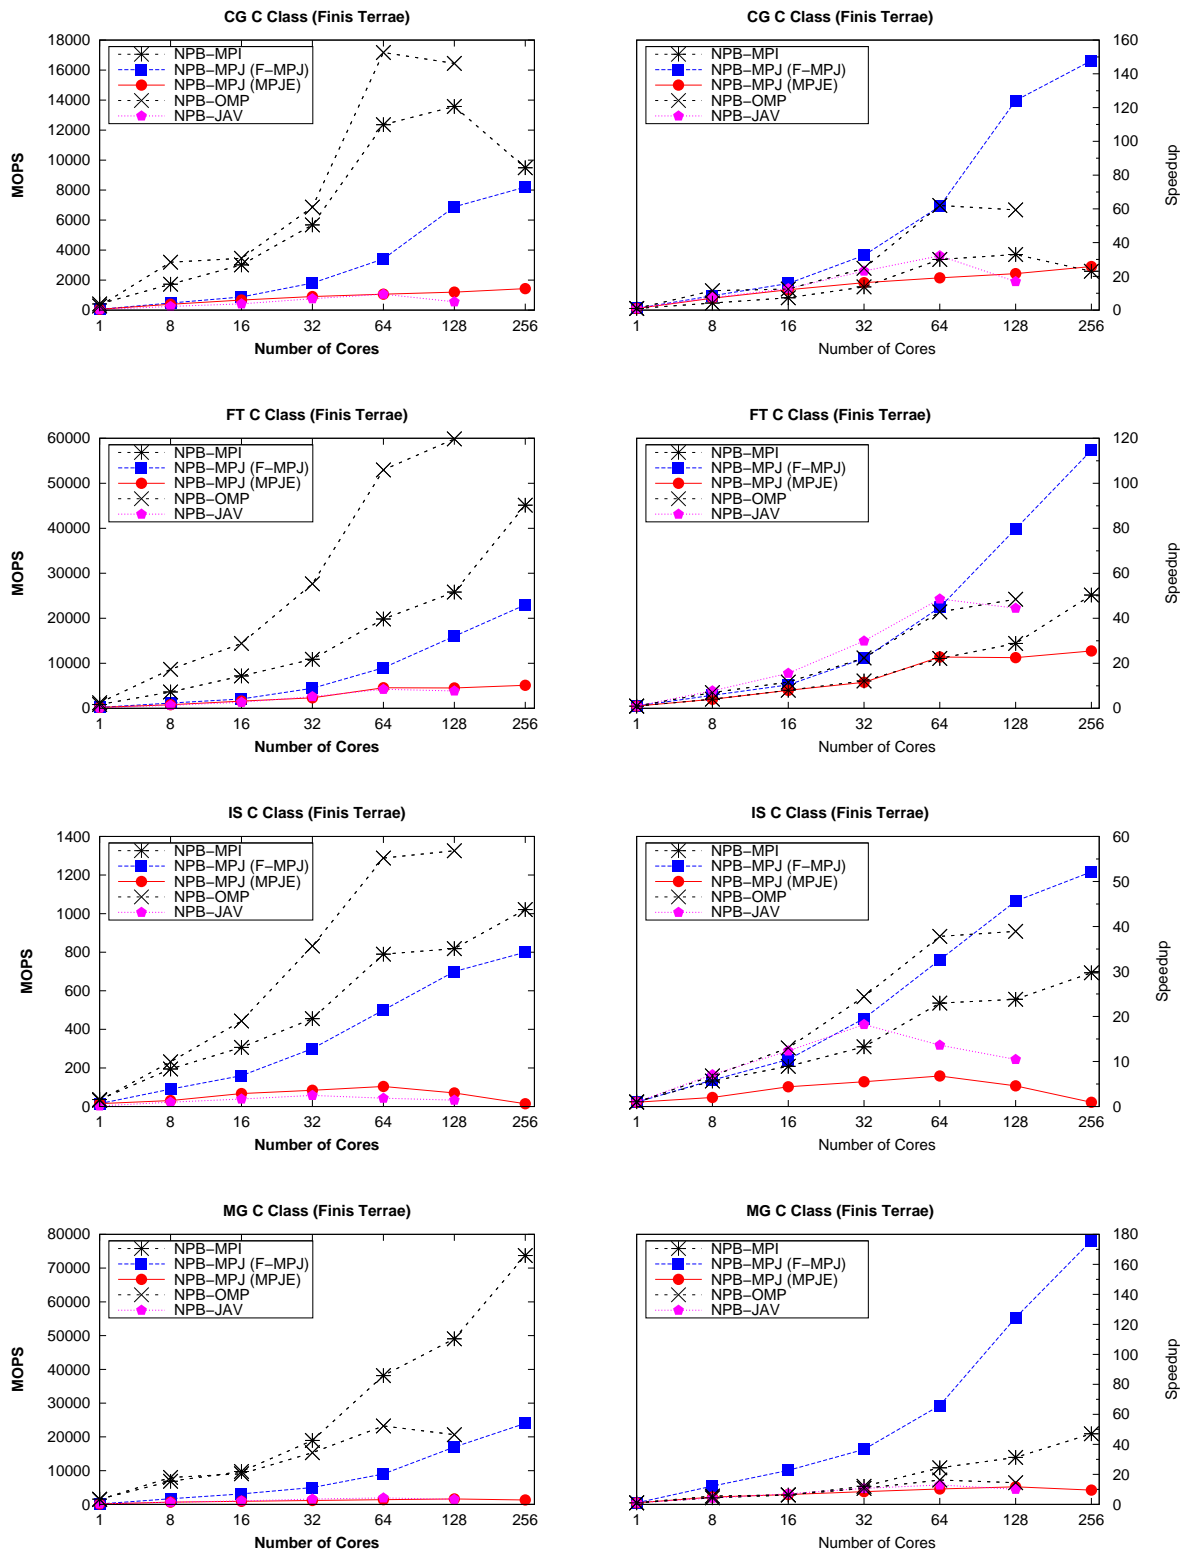 CG C Class (Finis Terrae)
18000
16000
14000
12000
10000
8000
6000
4000
2000
0
MOPS
NPB−MPI
NPB−MPJ (F−MPJ)
NPB−MPJ (MPJE)
NPB−OMP
NPB−JAV
1 8 16 32 64 128 256
Number of Cores
CG C Class (Finis Terrae)
NPB−MPI
NPB−MPJ (F−MPJ)
NPB−MPJ (MPJE)
NPB−OMP
NPB−JAV
160
140
120
100
80
60
40
20
0
Speedup
1 8 16 32 64 128 256
Number of Cores
FT C Class (Finis Terrae)
60000
50000
40000
30000
20000
10000
0
MOPS
NPB−MPI
NPB−MPJ (F−MPJ)
NPB−MPJ (MPJE)
NPB−OMP
NPB−JAV
1 8 16 32 64 128 256
Number of Cores
FT C Class (Finis Terrae)
NPB−MPI
NPB−MPJ (F−MPJ)
NPB−MPJ (MPJE)
NPB−OMP
NPB−JAV
120
100
80
60
40
20
0
Speedup
1 8 16 32 64 128 256
Number of Cores
IS C Class (Finis Terrae)
1400
1200
1000
800
600
400
200
0
MOPS
NPB−MPI
NPB−MPJ (F−MPJ)
NPB−MPJ (MPJE)
NPB−OMP
NPB−JAV
1 8 16 32 64 128 256
Number of Cores
IS C Class (Finis Terrae)
NPB−MPI
NPB−MPJ (F−MPJ)
NPB−MPJ (MPJE)
NPB−OMP
NPB−JAV
60
50
40
30
20
10
0
Speedup
1 8 16 32 64 128 256
Number of Cores
MG C Class (Finis Terrae)
80000
70000
60000
50000
40000
30000
20000
10000
0
MOPS
NPB−MPI
NPB−MPJ (F−MPJ)
NPB−MPJ (MPJE)
NPB−OMP
NPB−JAV
1 8 16 32 64 128 256
Number of Cores
MG C Class (Finis Terrae)
NPB−MPI
NPB−MPJ (F−MPJ)
NPB−MPJ (MPJE)
NPB−OMP
NPB−JAV
180
160
140
120
100
80
60
40
20
0
Speedup
1 8 16 32 64 128 256
Number of Cores